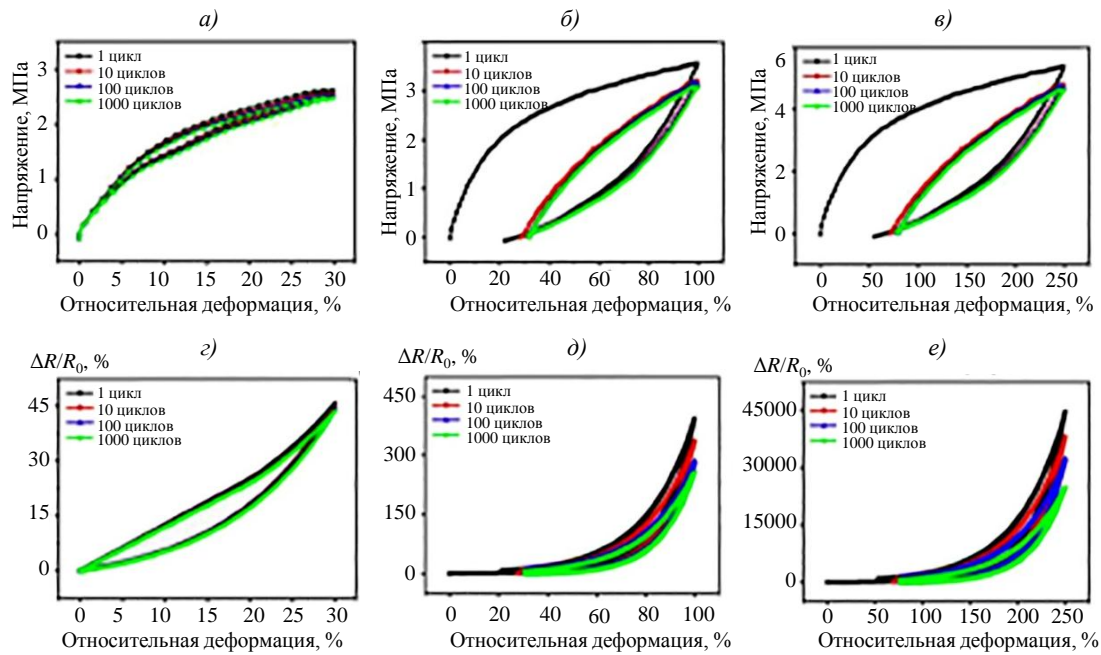 а)
Напряжение, МПа
3
2
1
0
1 цикл
10 циклов
100 циклов
1000 циклов
0 5 10 15 20 25 30
Относительная деформация, %
б)
Напряжение, МПа
3
2
1
0
1 цикл
10 циклов
100 циклов
1000 циклов
0 20 40 60 80 100
Относительная деформация, %
в)
Напряжение, МПа
6
4
2
0
1 цикл
10 циклов
100 циклов
1000 циклов
0 50 100 150 200 250
Относительная деформация, %
г)
ΔR/R₀, %
45
30
15
0
1 цикл
10 циклов
100 циклов
1000 циклов
0 5 10 15 20 25 30
Относительная деформация, %
д)
ΔR/R₀, %
450
300
150
0
1 цикл
10 циклов
100 циклов
1000 циклов
0 20 40 60 80 100
Относительная деформация, %
е)
ΔR/R₀, %
45000
30000
15000
0
1 цикл
10 циклов
100 циклов
1000 циклов
0 50 100 150 200 250
Относительная деформация, %